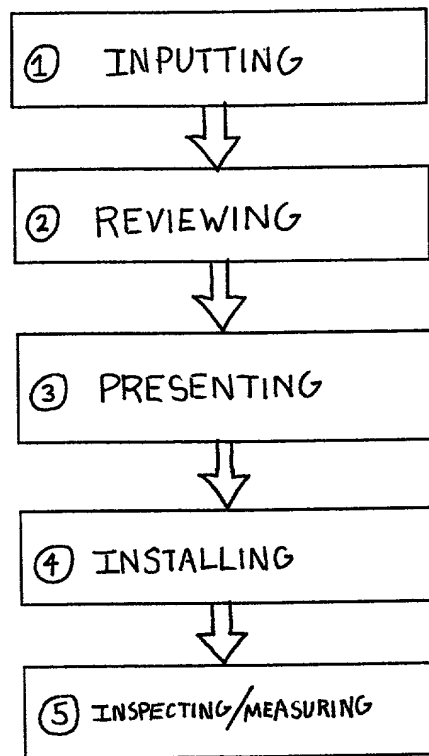 ① INPUTTING
② REVIEWING
③ PRESENTING
④ INSTALLING
⑤ INSPECTING/MEASURING